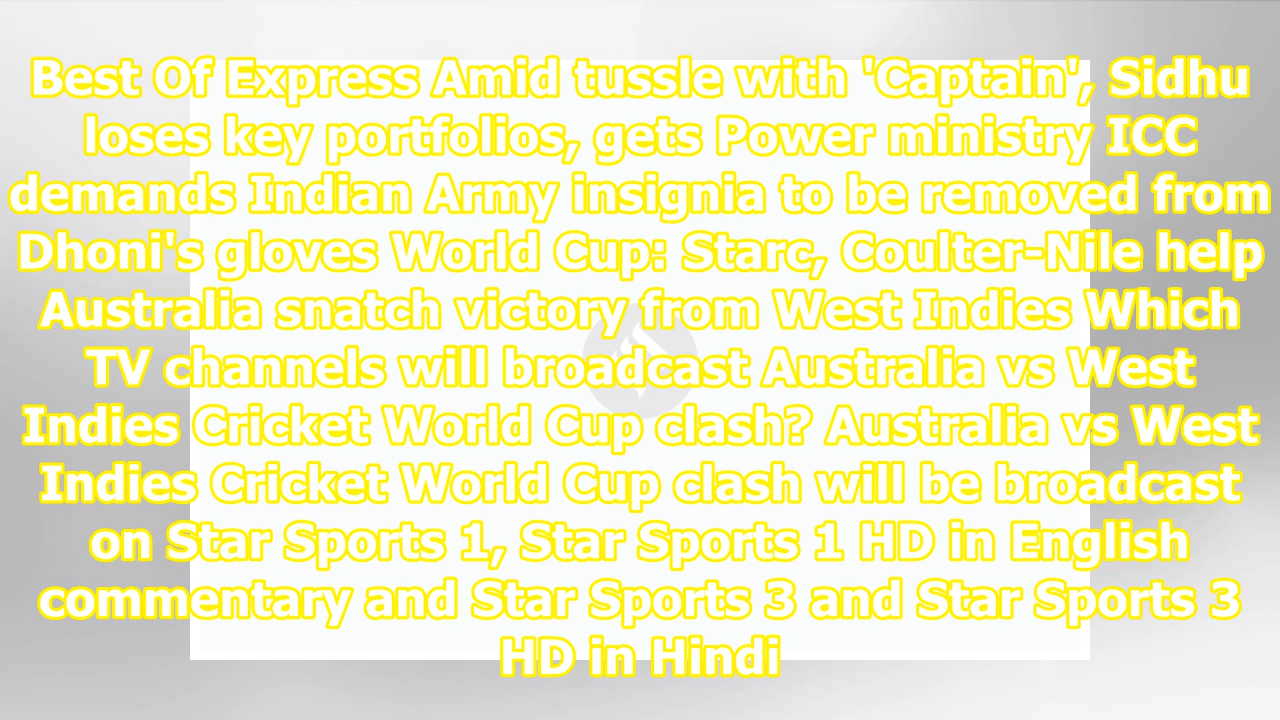 Best Of Express Amid tussle with 'Captain', Sidhu
loses key portfolios, gets Power ministry ICC
demands Indian Army insignia to be removed from
Dhoni's gloves World Cup: Starc, Coulter-Nile help
Australia snatch victory from West Indies Which
TV channels will broadcast Australia vs West
Indies Cricket World Cup clash? Australia vs West
Indies Cricket World Cup clash will be broadcast
on Star Sports 1, Star Sports 1 HD in English
commentary and Star Sports 3 and Star Sports 3
HD in Hindi